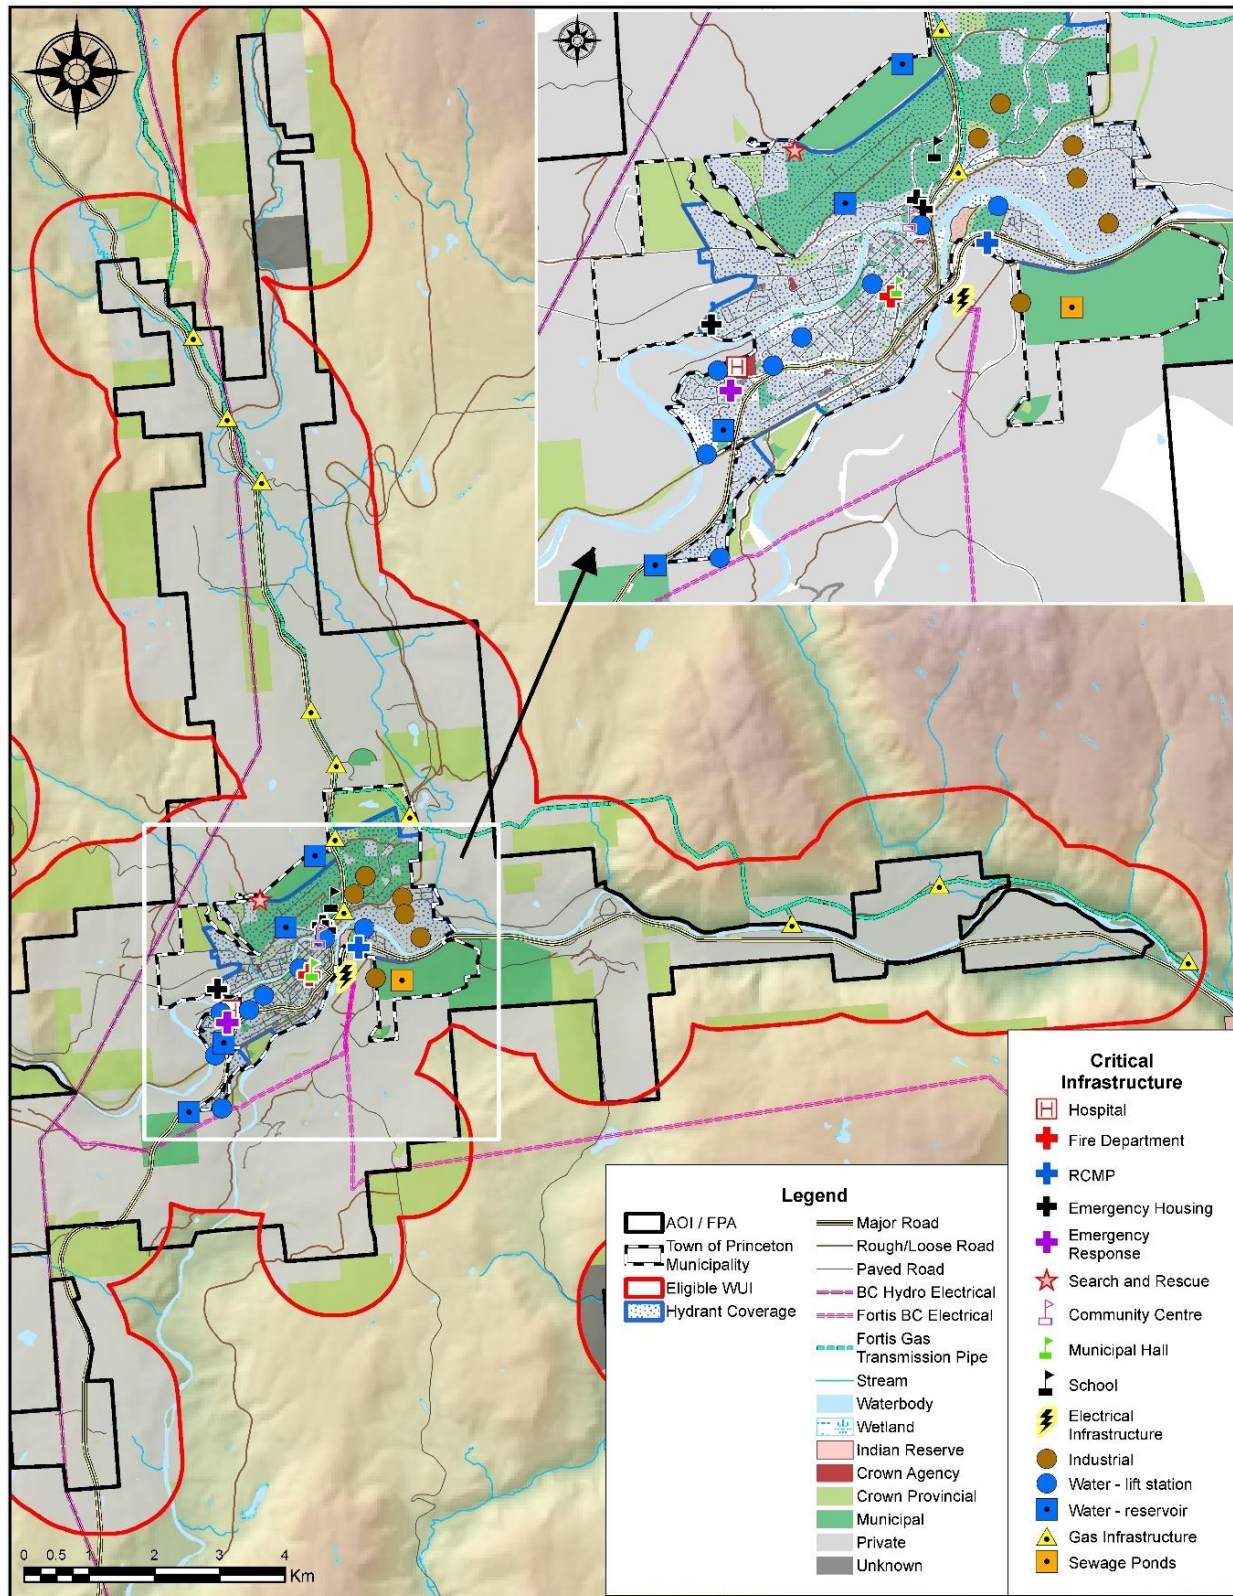 H
H
0 0.5 1 2 3 4
Km
Legend
AOI / FPA
Town of Princeton
Municipality
Eligible WUI
Hydrant Coverage
Major Road
Rough/Loose Road
Paved Road
BC Hydro Electrical
Fortis BC Electrical
Fortis Gas
Transmission Pipe
Stream
Waterbody
Wetland
Indian Reserve
Crown Agency
Crown Provincial
Municipal
Private
Unknown
Critical
Infrastructure
H Hospital
Fire Department
RCMP
Emergency Housing
Emergency
Response
Search and Rescue
Community Centre
Municipal Hall
School
Electrical
Infrastructure
Industrial
Water - lift station
Water - reservoir
Gas Infrastructure
Sewage Ponds